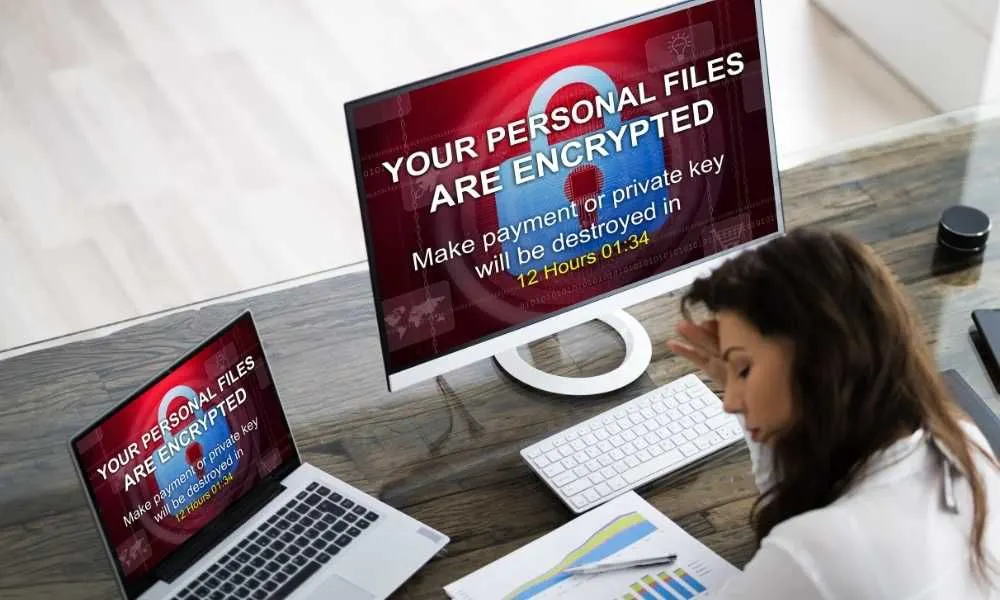 YOUR PERSONAL FILES
ARE ENCRYPTED
Make payment or private key
will be destroyed in
12 Hours 01:34
YOUR PERSONAL FILES
ARE ENCRYPTED
Make payment or private key
will be destroyed in
12 Hours 01:34